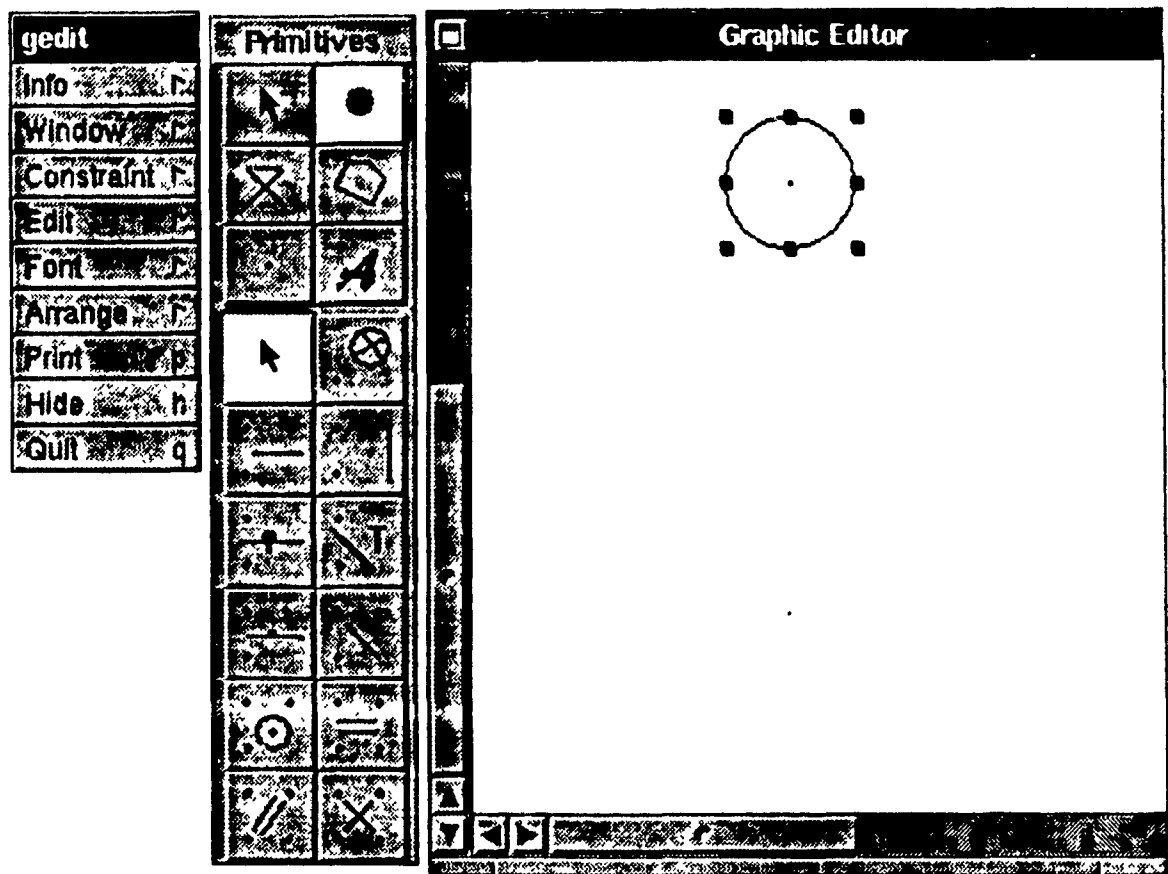 gedit
Info
Window
Constraint
Edit
Font
Arrange
Print p
Hide h
Quit q
Primitives
A
T
Graphic Editor